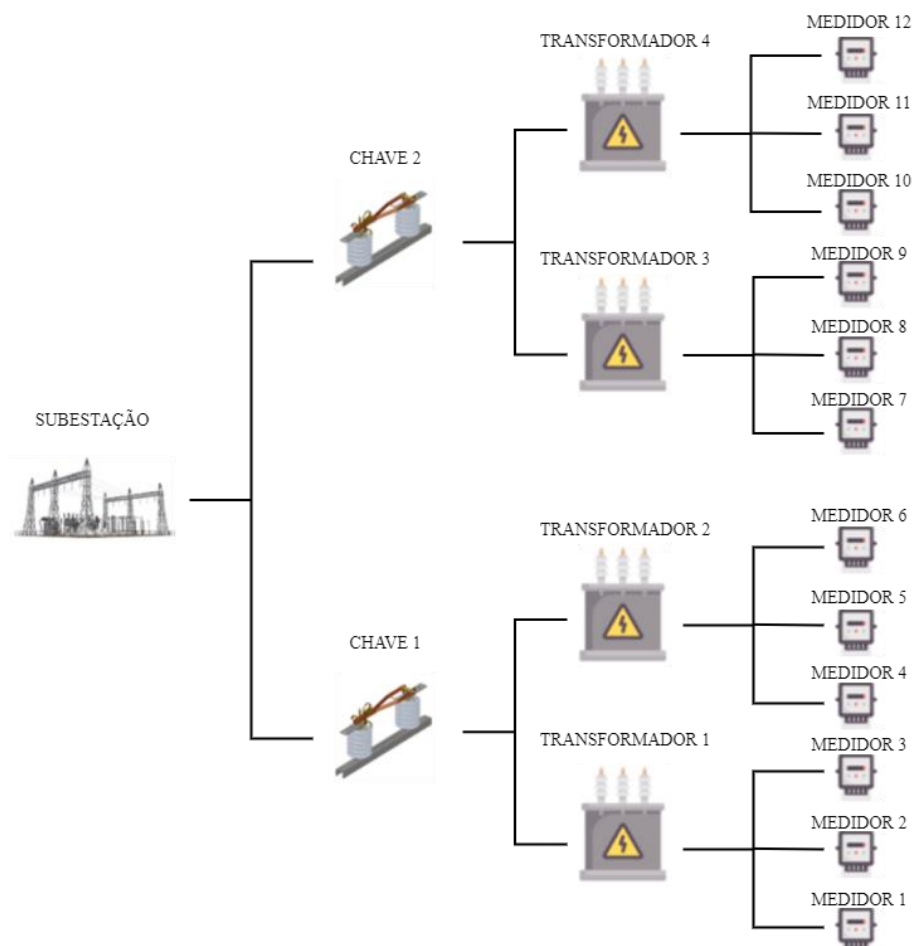 MEDIDOR 12
TRANSFORMADOR 4
MEDIDOR 11
CHAVE 2
MEDIDOR 10
MEDIDOR 9
TRANSFORMADOR 3
MEDIDOR 8
MEDIDOR 7
SUBESTAÇÃO
MEDIDOR 6
TRANSFORMADOR 2
MEDIDOR 5
CHAVE 1
MEDIDOR 4
TRANSFORMADOR 1
MEDIDOR 3
MEDIDOR 2
MEDIDOR 1